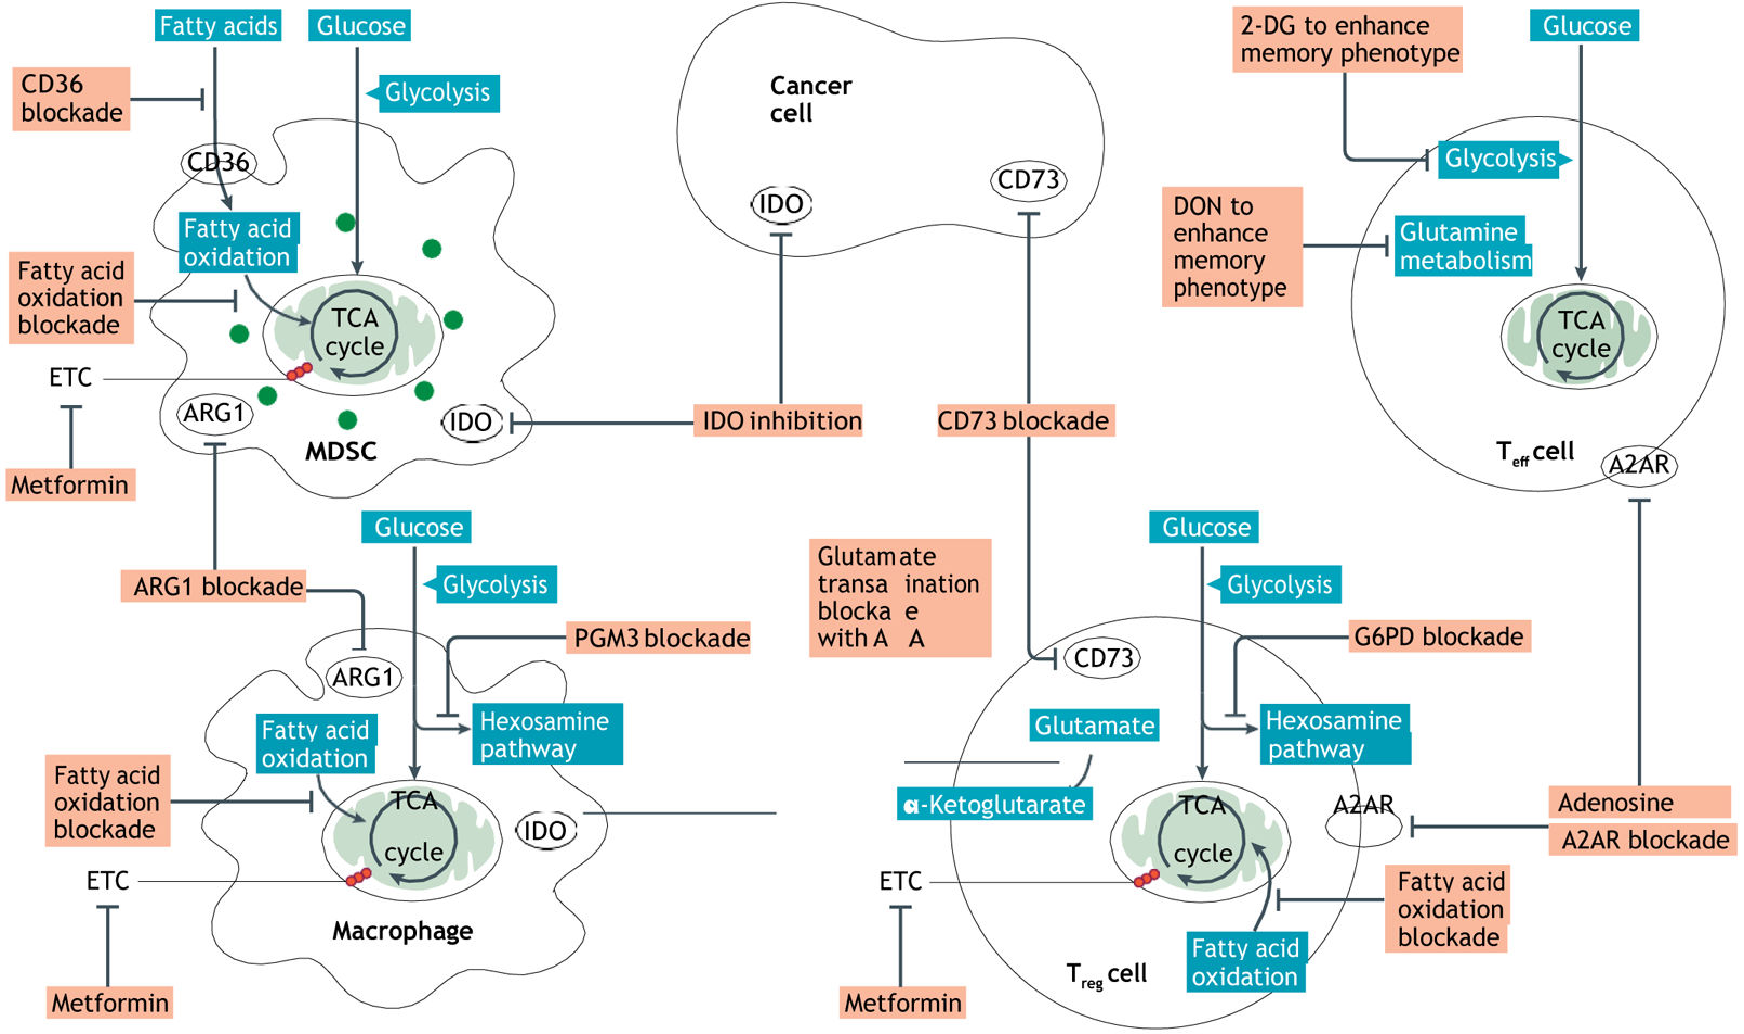 Fatty acids
Glucose
CD36
blockade
Glycolysis
CD36
Fatty acid
oxidation
Fatty acid
oxidation
blockade
TCA
cycle
ETC
ARG1
IDO
MDSC
Metformin
Cancer
cell
IDO
CD73
IDO inhibition
CD73 blockade
2-DG to enhance
memory phenotype
Glucose
Glycolysis
DON to
enhance
memory
phenotype
Glutamine
metabolism
TCA
cycle
Teff cell
A2AR
ARG1 blockade
Glucose
Glycolysis
PGM3 blockade
ARG1
Fatty acid
oxidation
Hexosamine
pathway
Fatty acid
oxidation
blockade
TCA
cycle
IDO
ETC
Macrophage
Metformin
Glutamate
transa ination
blocka e
with A A
Glucose
Glycolysis
G6PD blockade
CD73
Glutamate
Hexosamine
pathway
α-Ketoglutarate
TCA
cycle
A2AR
Adenosine
A2AR blockade
ETC
Fatty acid
oxidation
blockade
Fatty acid
oxidation
Treg cell
Metformin